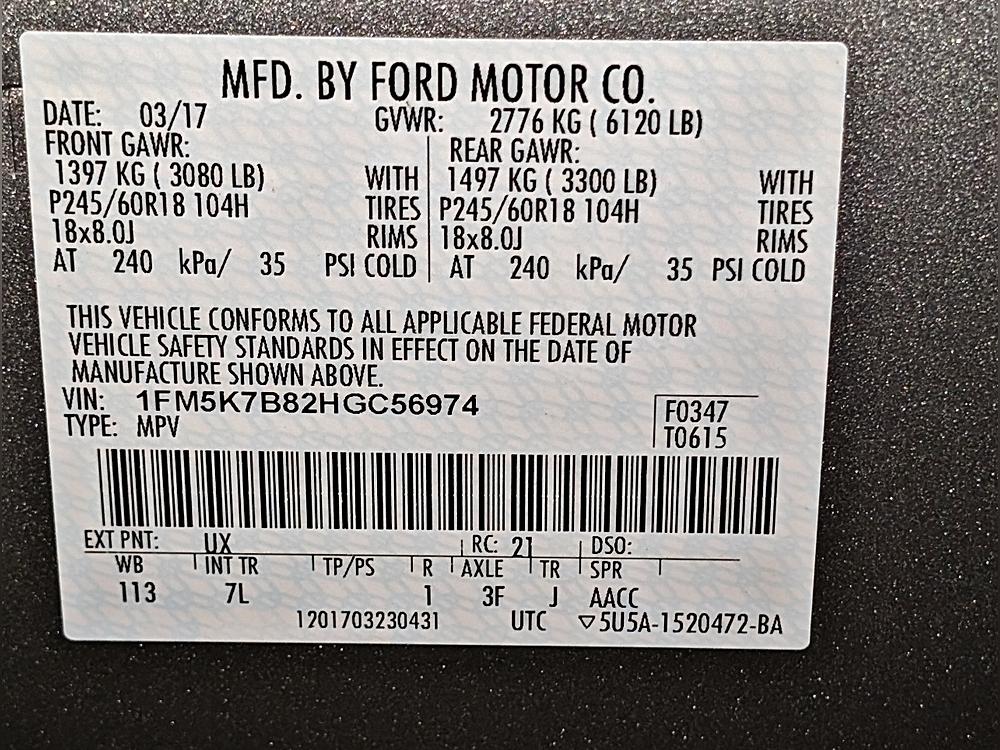 MFD. BY FORD MOTOR CO.
DATE: 03/17 GVWR: 2776 KG ( 6120 LB)
FRONT GAWR: REAR GAWR:
1397 KG ( 3080 LB) WITH 1497 KG ( 3300 LB) WITH
P245/60R18 104H TIRES P245/60R18 104H TIRES
18x8.0J RIMS 18x8.0J RIMS
AT 240 kPa/ 35 PSI COLD AT 240 kPa/ 35 PSI COLD
THIS VEHICLE CONFORMS TO ALL APPLICABLE FEDERAL MOTOR
VEHICLE SAFETY STANDARDS IN EFFECT ON THE DATE OF
MANUFACTURE SHOWN ABOVE.
VIN: 1FM5K7B82HGC56974 F0347
TYPE: MPV T0615
EXT PNT: UX RC: 21 DSO:
WB INT TR TP/PS R AXLE TR SPR
113 7L 1 3F J AACC
1201703230431 UTC ▽5U5A-1520472-BA